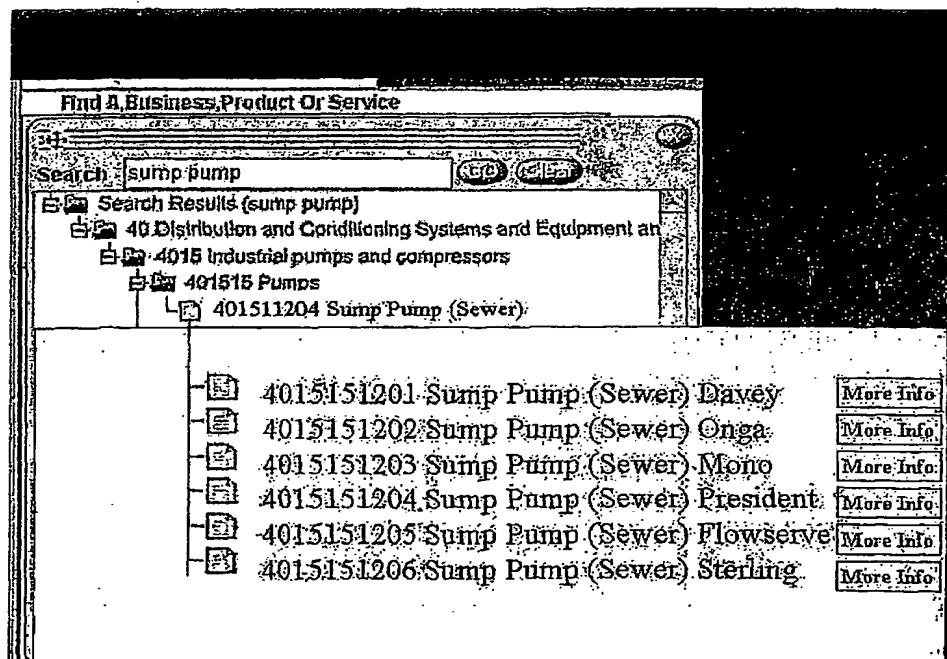 Find A,Business,Product Or Service
Search sump pump GO Clear
Search Results (sump pump)
40 Distribution and Conditioning Systems and Equipment an
4015 Industrial pumps and compressors
401515 Pumps
401511204 Sump Pump (Sewer)
4015151201 Sump Pump (Sewer) Davey More Info
4015151202 Sump Pump (Sewer) Onga More Info
4015151203 Sump Pump (Sewer) Mono More Info
4015151204 Sump Pump (Sewer) President More Info
4015151205 Sump Pump (Sewer) Flowserve More Info
4015151206 Sump Pump (Sewer) Sterling More Info